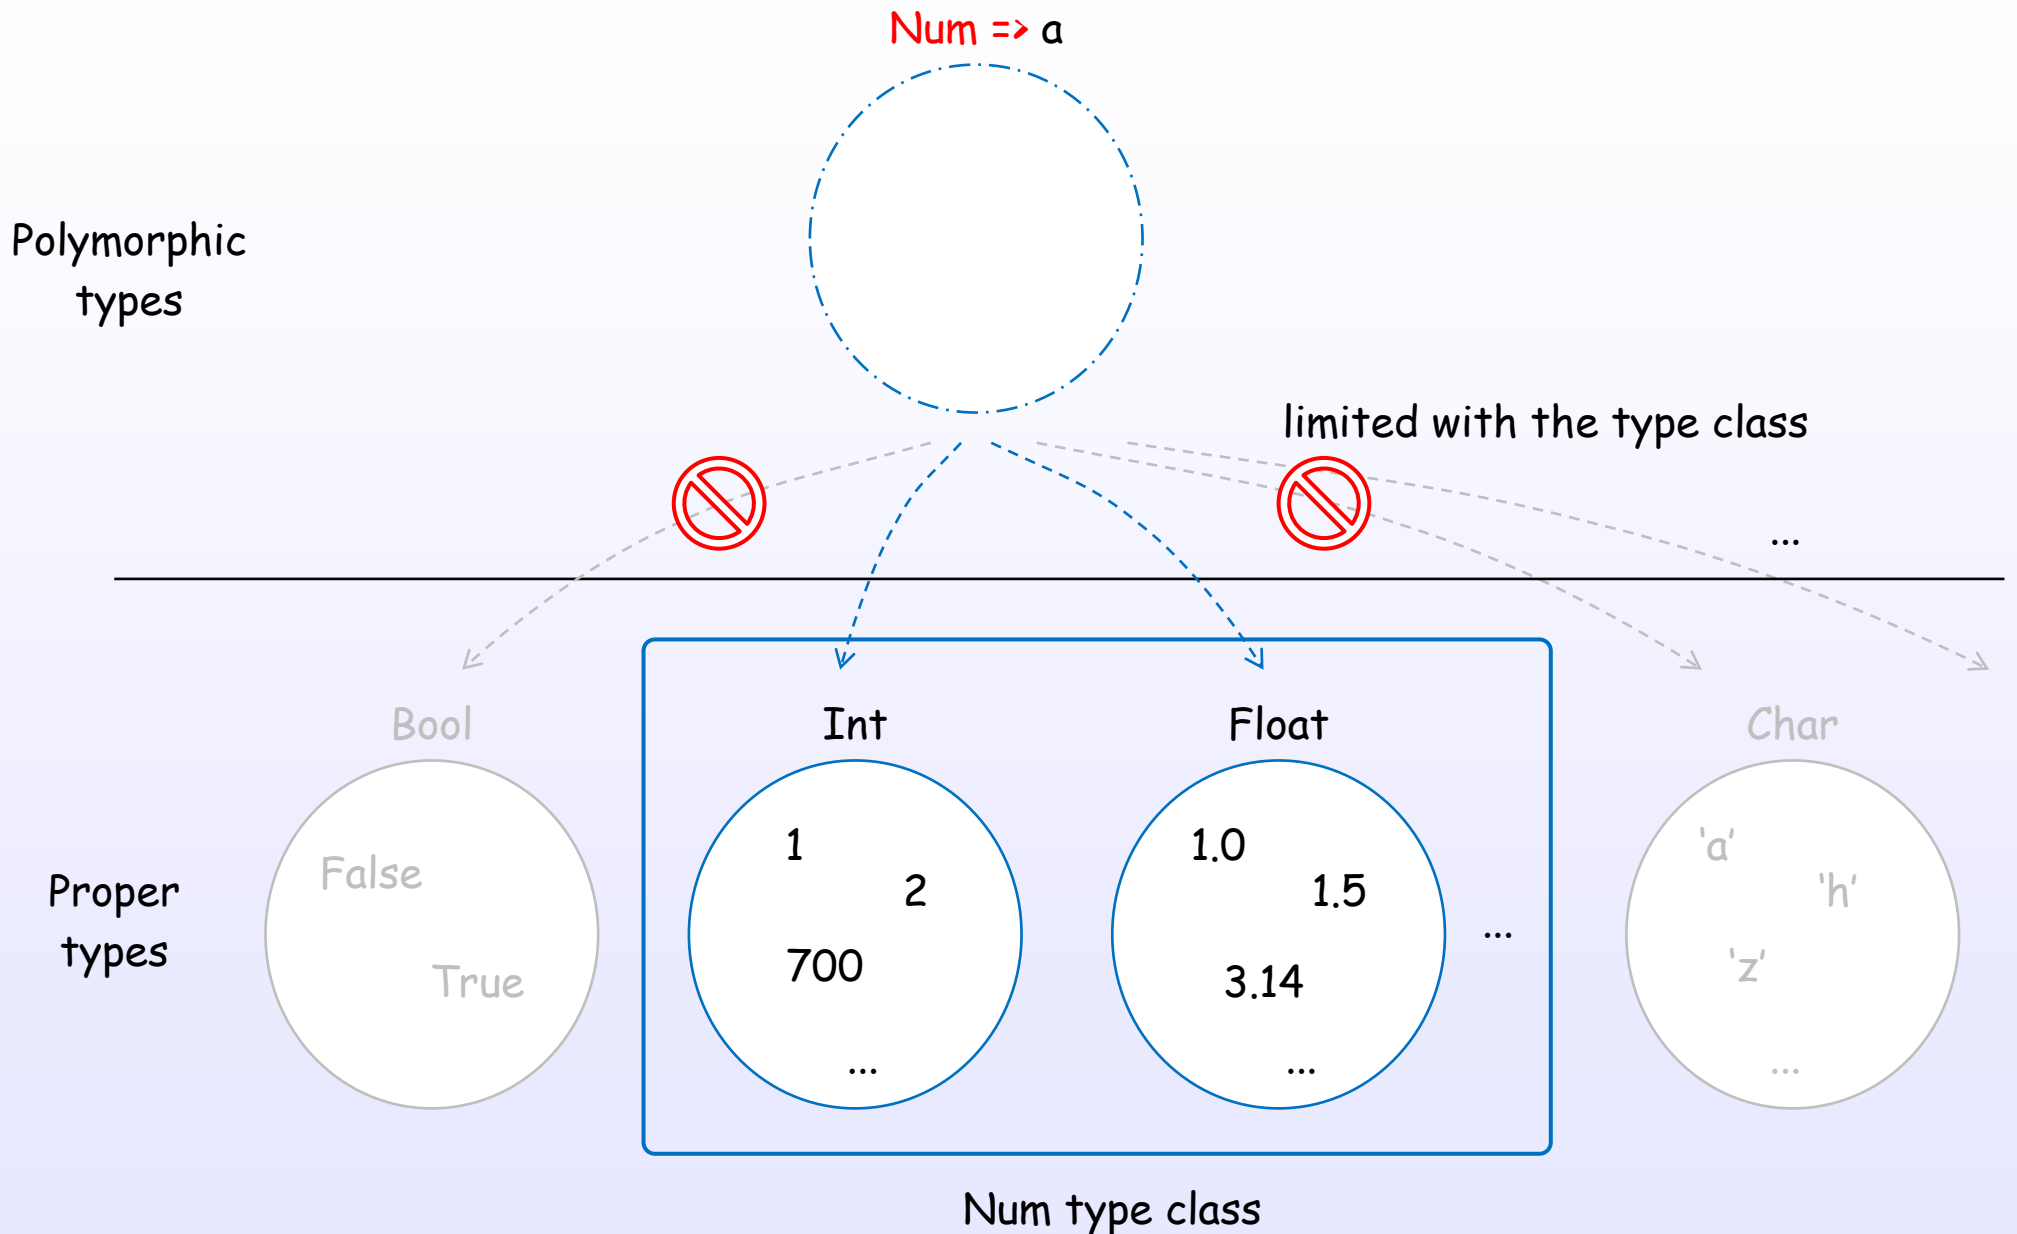 Num => a
Polymorphic
types
limited with the type class
...
Bool
Int
Float
Char
False
True
1
2
700
...
1.0
1.5
3.14
...
...
'a'
'h'
'z'
...
Proper
types
Num type class